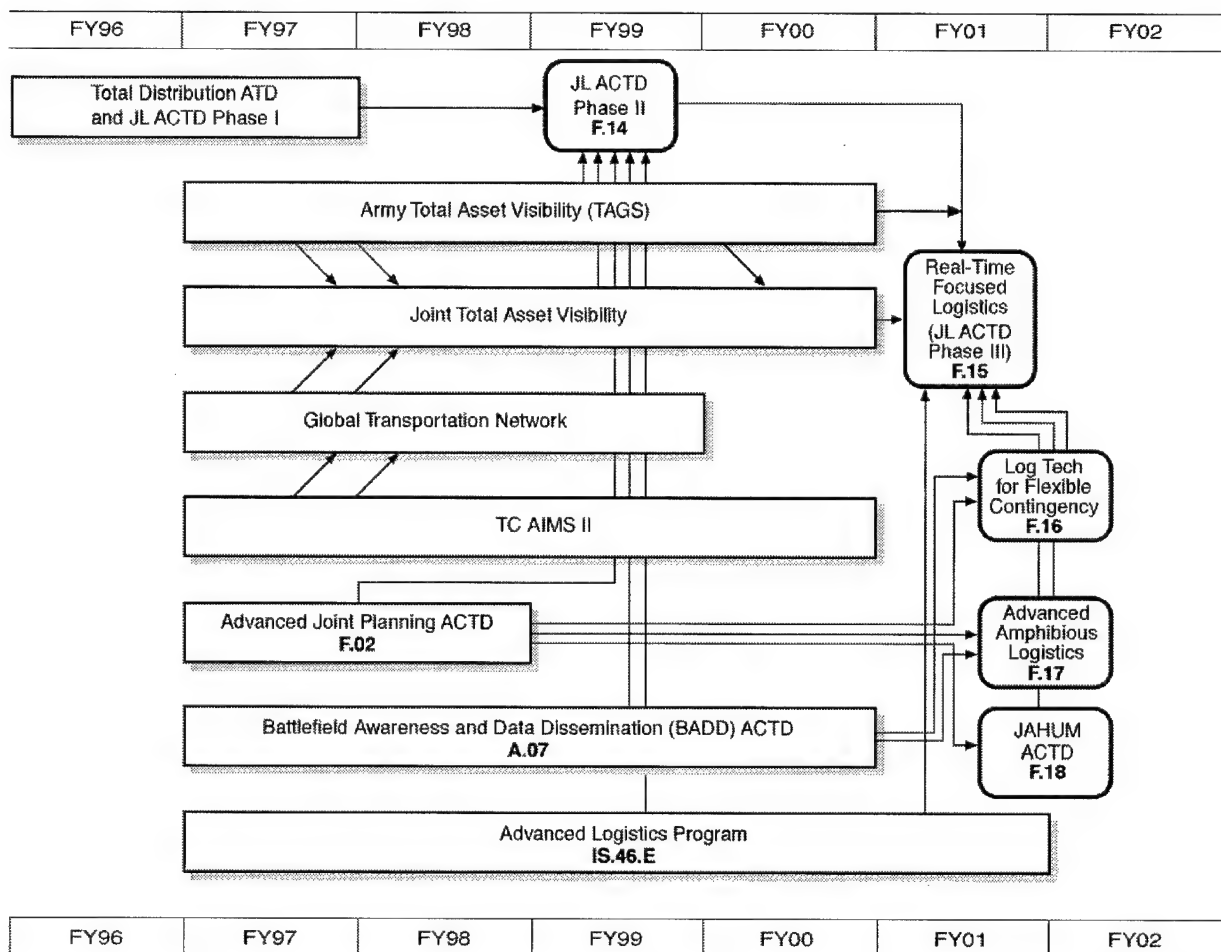 FY96 FY97 FY98 FY99 FY00 FY01 FY02
Total Distribution ATD
and JL ACTD Phase I
JL ACTD
Phase II
F.14
Army Total Asset Visibility (TAGS)
Joint Total Asset Visibility
Real-Time
Focused
Logistics
(JL ACTD
Phase III)
F.15
Global Transportation Network
Log Tech
for Flexible
Contingency
F.16
TC AIMS II
Advanced Joint Planning ACTD
F.02
Advanced
Amphibious
Logistics
F.17
Battlefield Awareness and Data Dissemination (BADD) ACTD
A.07
JAHUM
ACTD
F.18
Advanced Logistics Program
IS.46.E
FY96 FY97 FY98 FY99 FY00 FY01 FY02